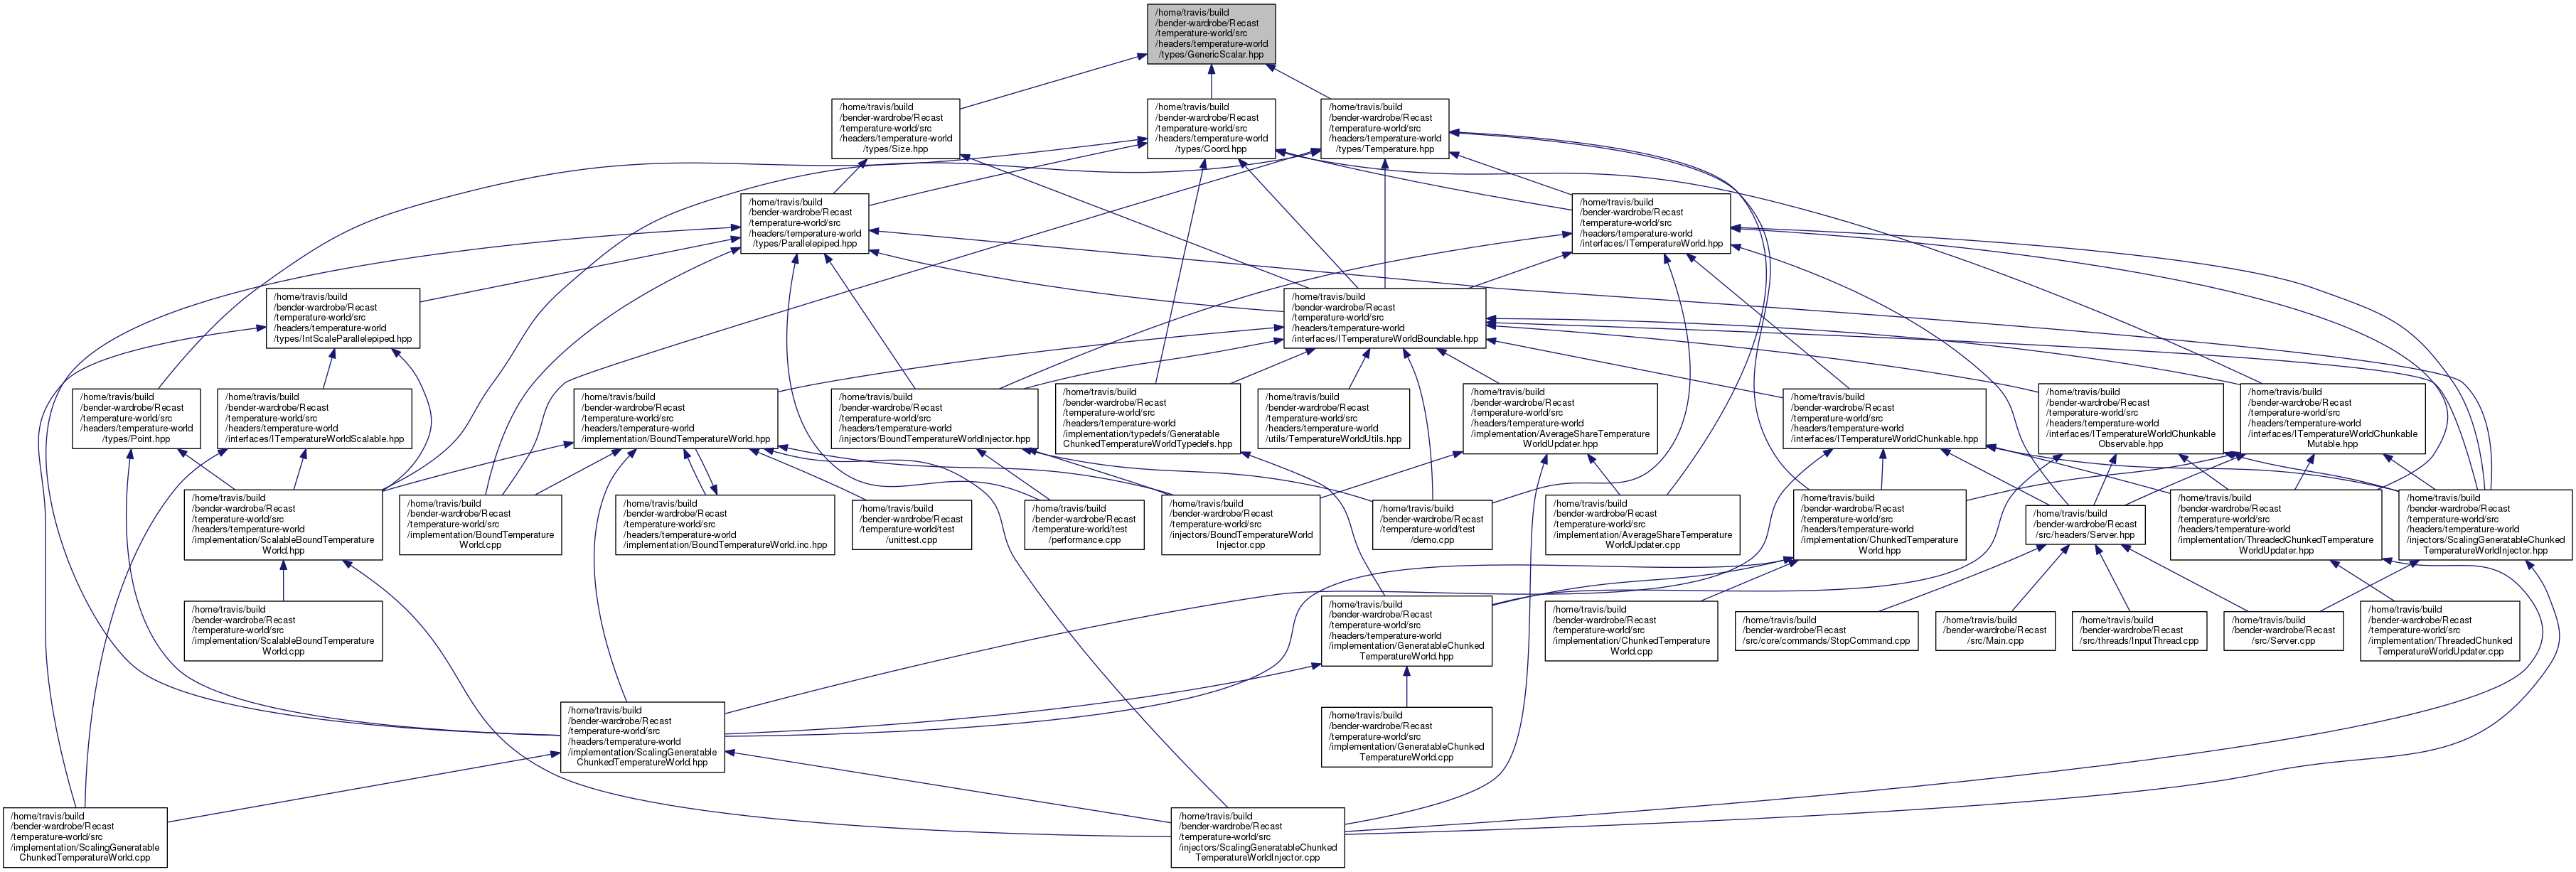 /home/travis/build
/bender-wardrobe/Recast
/temperature-world/src
/headers/temperature-world
/types/GenericScalar.hpp
/home/travis/build
/bender-wardrobe/Recast
/temperature-world/src
/headers/temperature-world
/types/Size.hpp
/home/travis/build
/bender-wardrobe/Recast
/temperature-world/src
/headers/temperature-world
/types/Coord.hpp
/home/travis/build
/bender-wardrobe/Recast
/temperature-world/src
/headers/temperature-world
/types/Temperature.hpp
/home/travis/build
/bender-wardrobe/Recast
/temperature-world/src
/headers/temperature-world
/types/Parallelepiped.hpp
/home/travis/build
/bender-wardrobe/Recast
/temperature-world/src
/headers/temperature-world
/interfaces/ITemperatureWorld.hpp
/home/travis/build
/bender-wardrobe/Recast
/temperature-world/src
/headers/temperature-world
/types/IntScaleParallelepiped.hpp
/home/travis/build
/bender-wardrobe/Recast
/temperature-world/src
/headers/temperature-world
/interfaces/ITemperatureWorldBoundable.hpp
/home/travis/build
/bender-wardrobe/Recast
/temperature-world/src
/headers/temperature-world
/types/Point.hpp
/home/travis/build
/bender-wardrobe/Recast
/temperature-world/src
/headers/temperature-world
/interfaces/ITemperatureWorldScalable.hpp
/home/travis/build
/bender-wardrobe/Recast
/temperature-world/src
/headers/temperature-world
/implementation/BoundTemperatureWorld.hpp
/home/travis/build
/bender-wardrobe/Recast
/temperature-world/src
/headers/temperature-world
/injectors/BoundTemperatureWorldInjector.hpp
/home/travis/build
/bender-wardrobe/Recast
/temperature-world/src
/headers/temperature-world
/implementation/typedefs/Generatable
ChunkedTemperatureWorldTypedefs.hpp
/home/travis/build
/bender-wardrobe/Recast
/temperature-world/src
/headers/temperature-world
/utils/TemperatureWorldUtils.hpp
/home/travis/build
/bender-wardrobe/Recast
/temperature-world/src
/headers/temperature-world
/implementation/AverageShareTemperature
WorldUpdater.hpp
/home/travis/build
/bender-wardrobe/Recast
/temperature-world/src
/headers/temperature-world
/interfaces/ITemperatureWorldChunkable.hpp
/home/travis/build
/bender-wardrobe/Recast
/temperature-world/src
/headers/temperature-world
/interfaces/ITemperatureWorldChunkable
Observable.hpp
/home/travis/build
/bender-wardrobe/Recast
/temperature-world/src
/headers/temperature-world
/interfaces/ITemperatureWorldChunkable
Mutable.hpp
/home/travis/build
/bender-wardrobe/Recast
/temperature-world/src
/headers/temperature-world
/implementation/ScalableBoundTemperature
World.hpp
/home/travis/build
/bender-wardrobe/Recast
/temperature-world/src
/implementation/BoundTemperature
World.cpp
/home/travis/build
/bender-wardrobe/Recast
/temperature-world/src
/headers/temperature-world
/implementation/BoundTemperatureWorld.inc.hpp
/home/travis/build
/bender-wardrobe/Recast
/temperature-world/test
/unittest.cpp
/home/travis/build
/bender-wardrobe/Recast
/temperature-world/test
/performance.cpp
/home/travis/build
/bender-wardrobe/Recast
/temperature-world/src
/injectors/BoundTemperatureWorld
Injector.cpp
/home/travis/build
/bender-wardrobe/Recast
/temperature-world/test
/demo.cpp
/home/travis/build
/bender-wardrobe/Recast
/temperature-world/src
/implementation/AverageShareTemperature
WorldUpdater.cpp
/home/travis/build
/bender-wardrobe/Recast
/temperature-world/src
/headers/temperature-world
/implementation/ChunkedTemperature
World.hpp
/home/travis/build
/bender-wardrobe/Recast
/src/headers/Server.hpp
/home/travis/build
/bender-wardrobe/Recast
/temperature-world/src
/headers/temperature-world
/implementation/ThreadedChunkedTemperature
WorldUpdater.hpp
/home/travis/build
/bender-wardrobe/Recast
/temperature-world/src
/headers/temperature-world
/injectors/ScalingGeneratableChunked
TemperatureWorldInjector.hpp
/home/travis/build
/bender-wardrobe/Recast
/temperature-world/src
/implementation/ScalableBoundTemperature
World.cpp
/home/travis/build
/bender-wardrobe/Recast
/temperature-world/src
/headers/temperature-world
/implementation/GeneratableChunked
TemperatureWorld.hpp
/home/travis/build
/bender-wardrobe/Recast
/temperature-world/src
/implementation/ChunkedTemperature
World.cpp
/home/travis/build
/bender-wardrobe/Recast
/src/core/commands/StopCommand.cpp
/home/travis/build
/bender-wardrobe/Recast
/src/Main.cpp
/home/travis/build
/bender-wardrobe/Recast
/src/threads/InputThread.cpp
/home/travis/build
/bender-wardrobe/Recast
/src/Server.cpp
/home/travis/build
/bender-wardrobe/Recast
/temperature-world/src
/implementation/ThreadedChunked
TemperatureWorldUpdater.cpp
/home/travis/build
/bender-wardrobe/Recast
/temperature-world/src
/headers/temperature-world
/implementation/ScalingGeneratable
ChunkedTemperatureWorld.hpp
/home/travis/build
/bender-wardrobe/Recast
/temperature-world/src
/implementation/GeneratableChunked
TemperatureWorld.cpp
/home/travis/build
/bender-wardrobe/Recast
/temperature-world/src
/implementation/ScalingGeneratable
ChunkedTemperatureWorld.cpp
/home/travis/build
/bender-wardrobe/Recast
/temperature-world/src
/injectors/ScalingGeneratableChunked
TemperatureWorldInjector.cpp